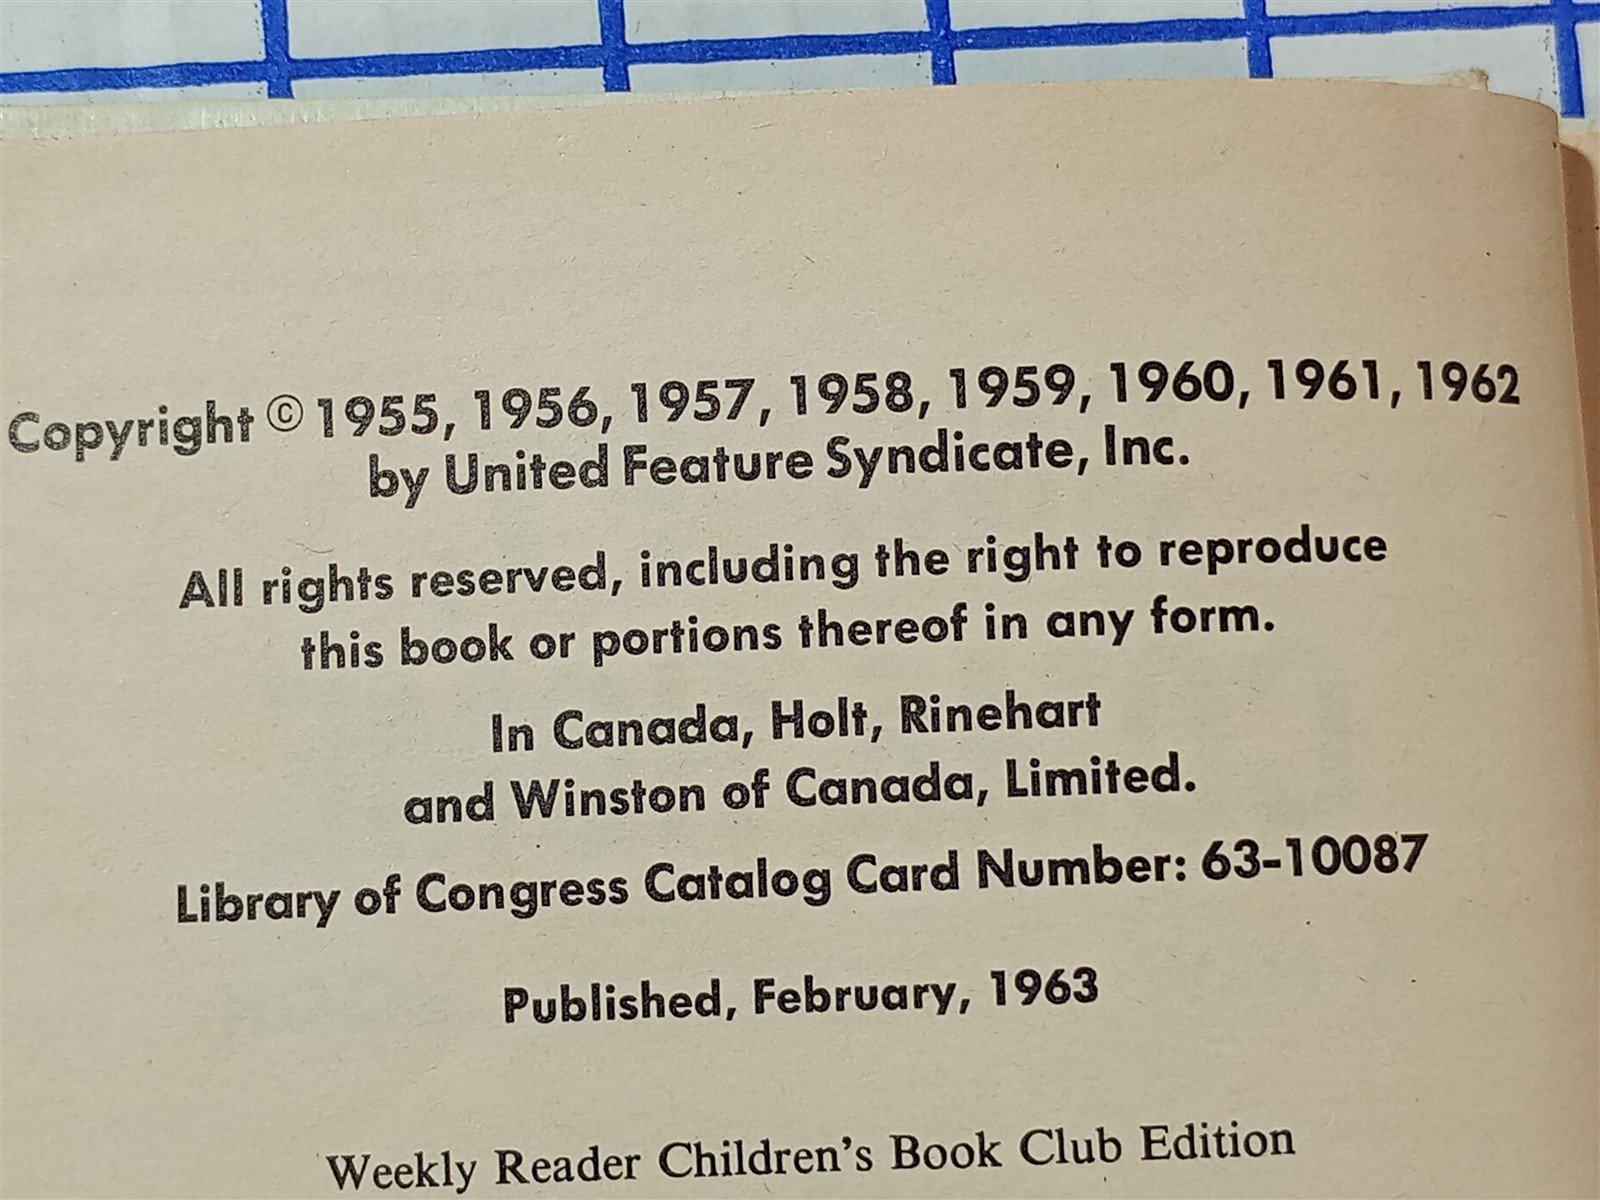 Copyright © 1955, 1956, 1957, 1958, 1959, 1960, 1961, 1962
by United Feature Syndicate, Inc.
All rights reserved, including the right to reproduce
this book or portions thereof in any form.
In Canada, Holt, Rinehart
and Winston of Canada, Limited.
Library of Congress Catalog Card Number: 63-10087
Published, February, 1963
Weekly Reader Children's Book Club Edition